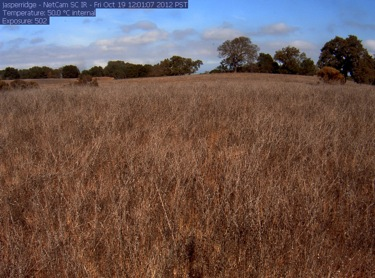 jasperridge - NetCam SC IR - Fri Oct 19 12:01:07 2012 PST
Temperature: 50.0 °C internal
Exposure: 502